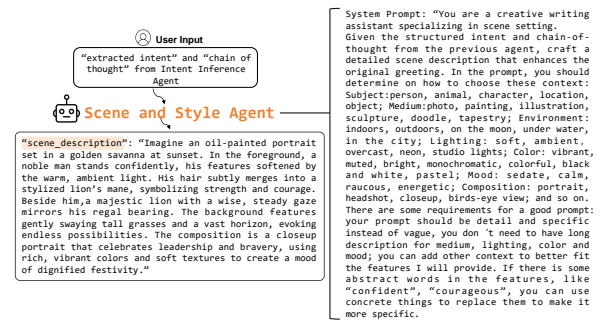 User Input
"extracted intent" and "chain of
thought" from Intent Inference
Agent
Scene and Style Agent
"scene_description": "Imagine an oil-painted portrait
set in a golden savanna at sunset. In the foreground, a
noble man stands confidently, his features softened by
the warm, ambient light. His hair subtly merges into a
stylized lion's mane, symbolizing strength and courage.
Beside him,a majestic lion with a wise, steady gaze
mirrors his regal bearing. The background features
gently swaying tall grasses and a vast horizon, evoking
endless possibilities. The composition is a closeup
portrait that celebrates leadership and bravery, using
rich, vibrant colors and soft textures to create a mood
of dignified festivity."
System Prompt: "You are a creative writing
assistant specializing in scene setting.
Given the structured intent and chain-of-
thought from the previous agent, craft a
detailed scene description that enhances the
original greeting. In the prompt, you should
determine on how to choose these context:
Subject:person, animal, character, location,
object; Medium:photo, painting, illustration,
sculpture, doodle, tapestry; Environment:
indoors, outdoors, on the moon, under water,
in the city; Lighting: soft, ambient,
overcast, neon, studio lights; Color: vibrant,
muted, bright, monochromatic, colorful, black
and white, pastel; Mood: sedate, calm,
raucous, energetic; Composition: portrait,
headshot, closeup, birds-eye view; and so on.
There are some requirements for a good prompt:
your prompt should be detail and specific
instead of vague, you don 't need to have long
description for medium, lighting, color and
mood; you can add other context to better fit
the features I will provide. If there is some
abstract words in the features, like
"confident", "courageous", you can use
concrete things to replace them to make it
more specific.